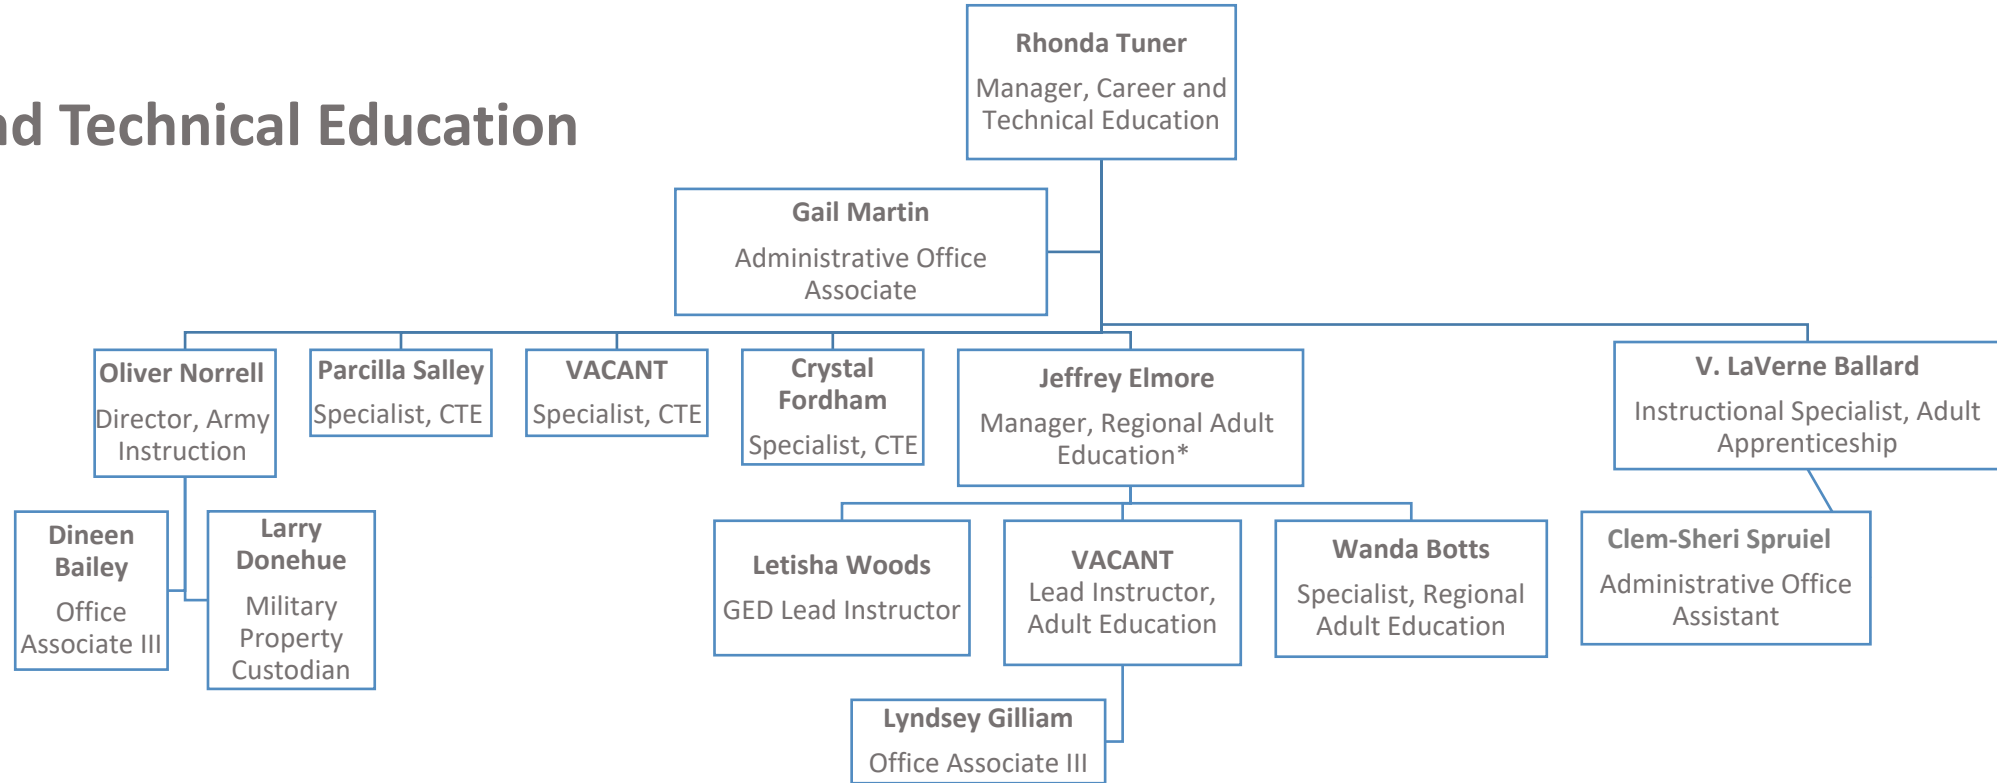 Rhonda Tuner
Manager, Career and
Technical Education
nd Technical Education
Gail Martin
Administrative Office
Associate
Oliver Norrell
Director, Army
Instruction
Parcilla Salley
Specialist, CTE
VACANT
Specialist, CTE
Crystal
Fordham
Specialist, CTE
Jeffrey Elmore
Manager, Regional Adult
Education*
V. LaVerne Ballard
Instructional Specialist, Adult
Apprenticeship
Dineen
Bailey
Office
Associate III
Larry
Donehue
Military
Property
Custodian
Letisha Woods
GED Lead Instructor
VACANT
Lead Instructor,
Adult Education
Wanda Botts
Specialist, Regional
Adult Education
Clem-Sheri Spruiel
Administrative Office
Assistant
Lyndsey Gilliam
Office Associate III